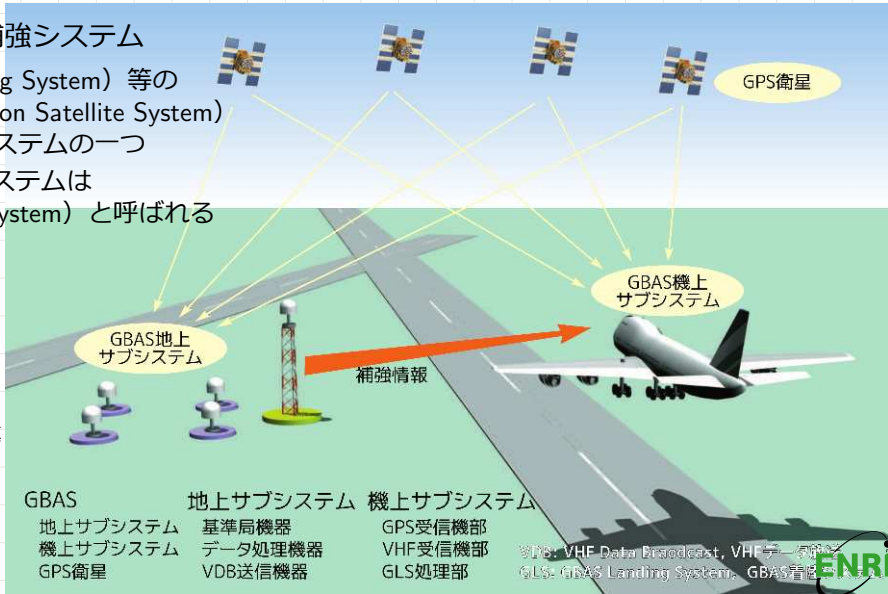 補強システム
g System）等の
on Satellite System）
ステムの一つ
ステムは
ystem）と呼ばれる
GPS衛星
GBAS機上
サブシステム
GBAS地上
サブシステム
補強情報
GBAS
地上サブシステム
機上サブシステム
GPS衛星
地上サブシステム
基準局機器
データ処理機器
VDB送信機器
機上サブシステム
GPS受信機部
VHF受信機部
GLS処理部
VDB: VHF Data Braodcast, VHFデータ
GLS: GBAS Landing System, GBAS着
ENRI